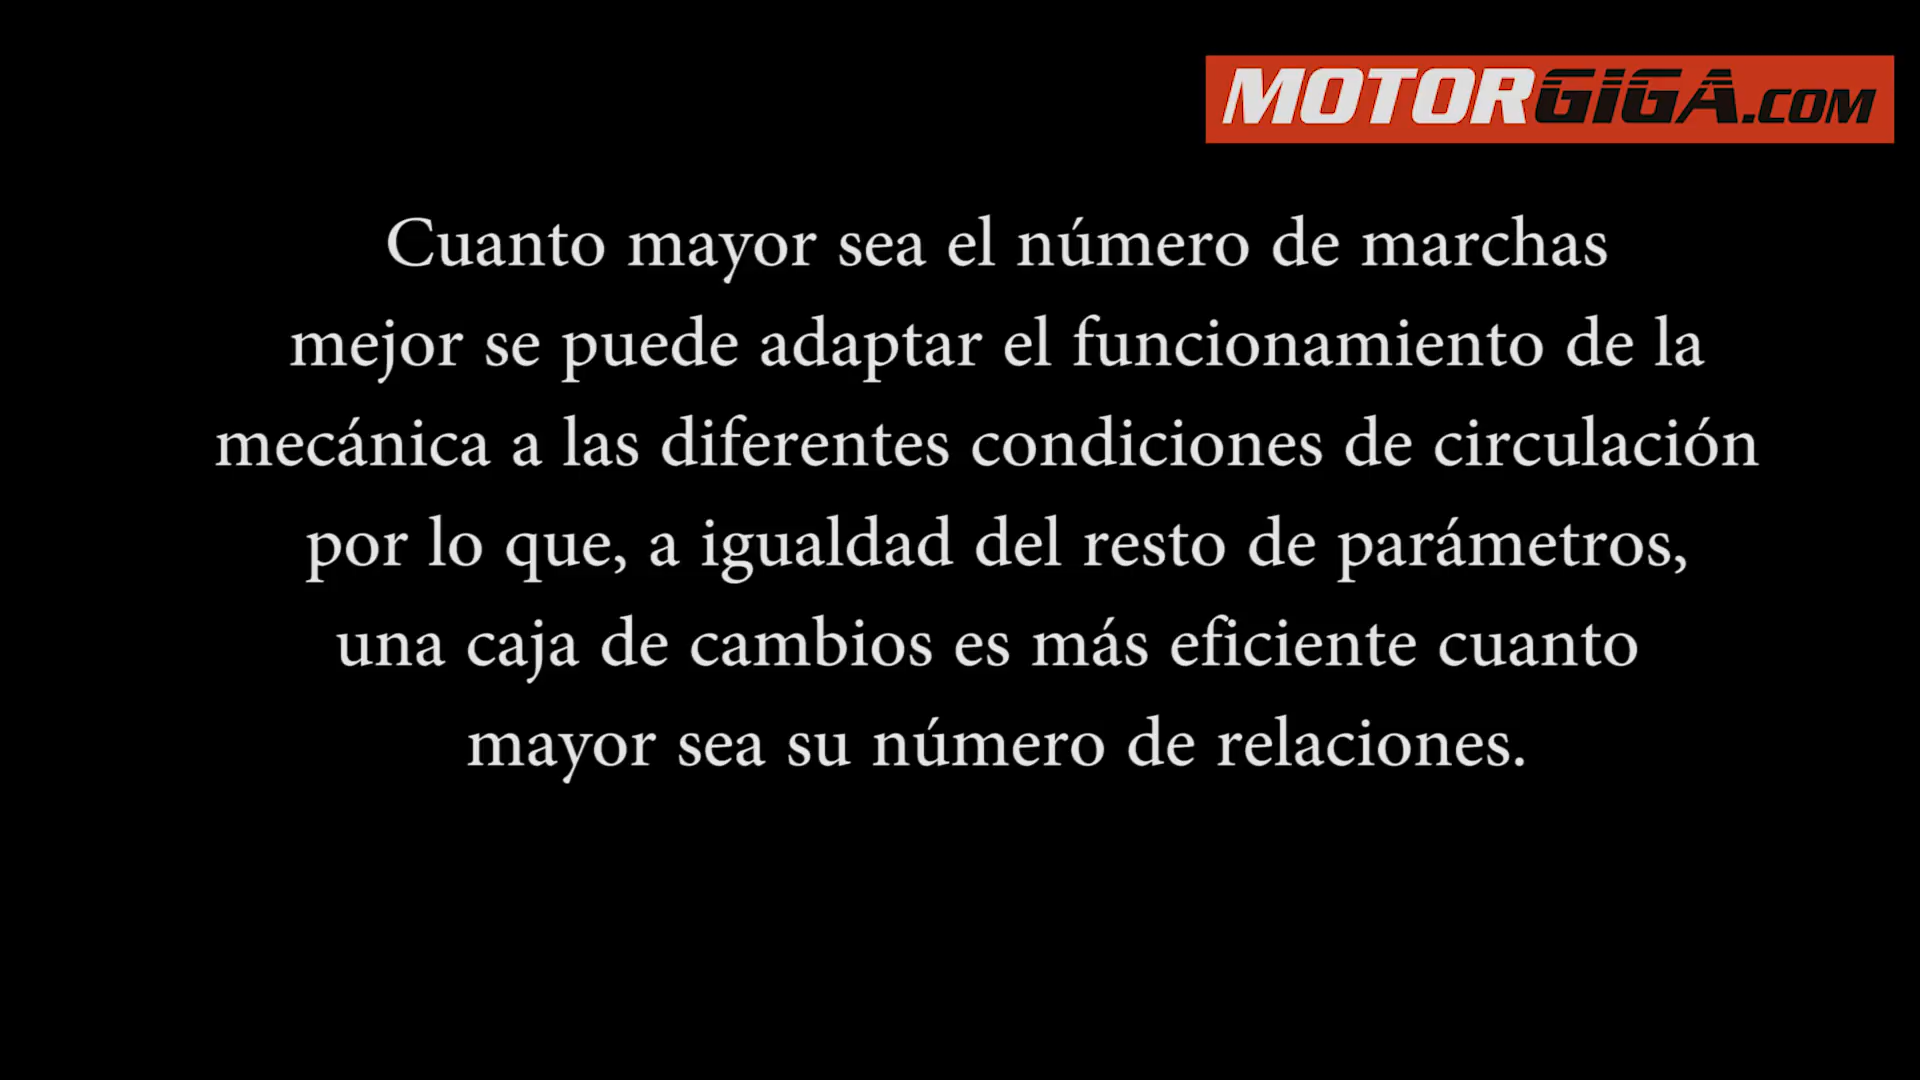 MOTORGIGA.COM
Cuanto mayor sea el número de marchas
mejor se puede adaptar el funcionamiento de la
mecánica a las diferentes condiciones de circulación
por lo que, a igualdad del resto de parámetros,
una caja de cambios es más eficiente cuanto
mayor sea su número de relaciones.